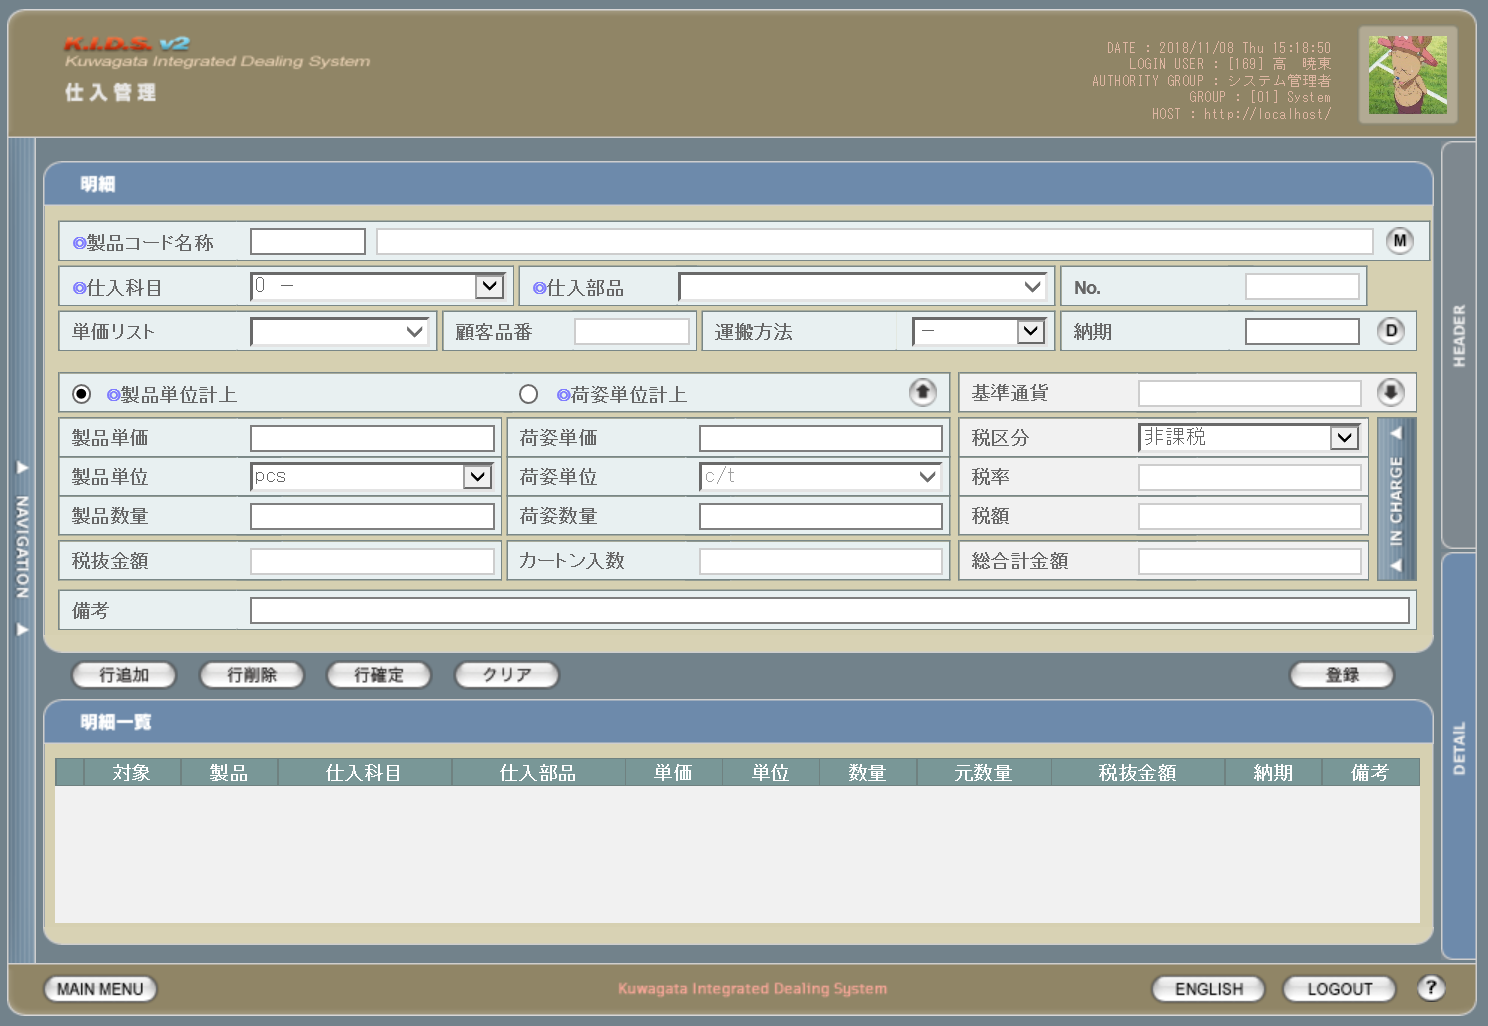 K.I.D.S. v2
Kuwagata Integrated Dealing System
仕入管理
DATE : 2018/11/08 Thu 15:18:50
LOGIN USER : [169] 高　暁東
AUTHORITY GROUP : システム管理者
GROUP : [01] System
HOST : http://localhost/
NAVIGATION
HEADER
DETAIL
明細
◎製品コード名称 M
◎仕入科目 0 － ◎仕入部品 No.
単価リスト 顧客品番 運搬方法 － 納期 D
◎製品単位計上 ◎荷姿単位計上 基準通貨
製品単価 荷姿単価 税区分 非課税
製品単位 pcs 荷姿単位 c/t 税率
製品数量 荷姿数量 税額
税抜金額 カートン入数 総合計金額
IN CHARGE
備考
行追加 行削除 行確定 クリア 登録
明細一覧
対象 製品 仕入科目 仕入部品 単価 単位 数量 元数量 税抜金額 納期 備考
MAIN MENU Kuwagata Integrated Dealing System ENGLISH LOGOUT ?